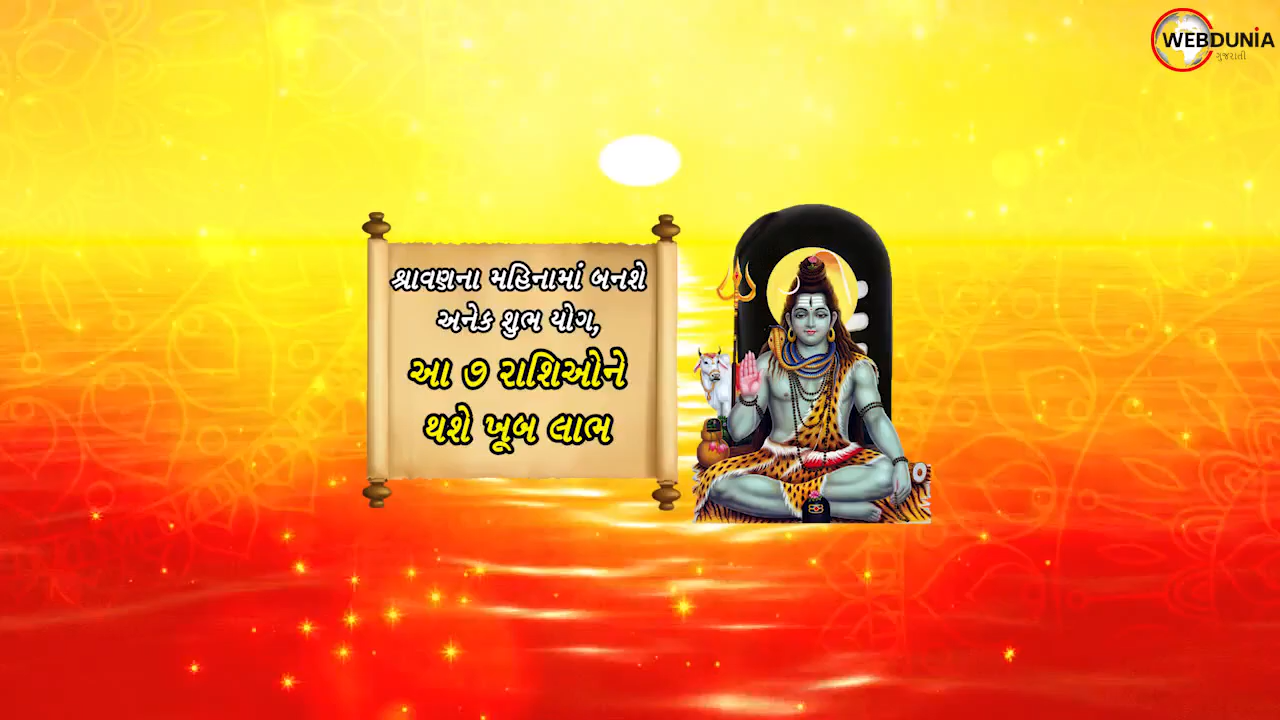 WEBDUNIA
ગુજરાતી
શ્રાવણના મહિનામાં બનશે
અનેક શુભ યોગ,
આ ૭ રાશિઓને
થશે ખૂબ લાભ